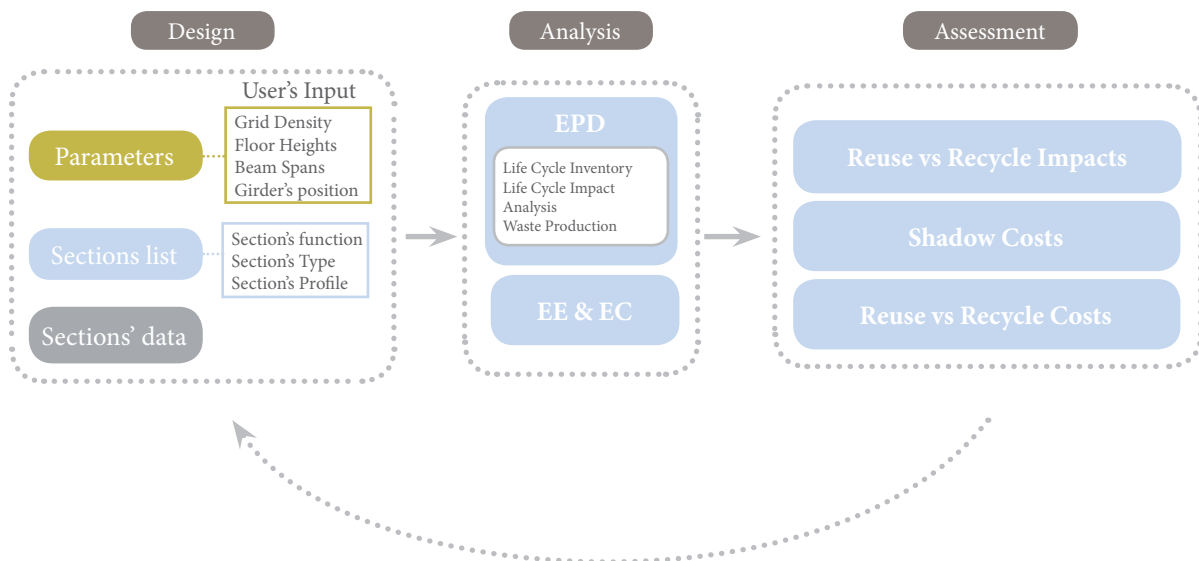 Design
User's Input
Parameters
Grid Density
Floor Heights
Beam Spans
Girder's position
Sections list
Section's function
Section's Type
Section's Profile
Sections' data
Analysis
EPD
Life Cycle Inventory
Life Cycle Impact
Analysis
Waste Production
EE & EC
Assessment
Reuse vs Recycle Impacts
Shadow Costs
Reuse vs Recycle Costs